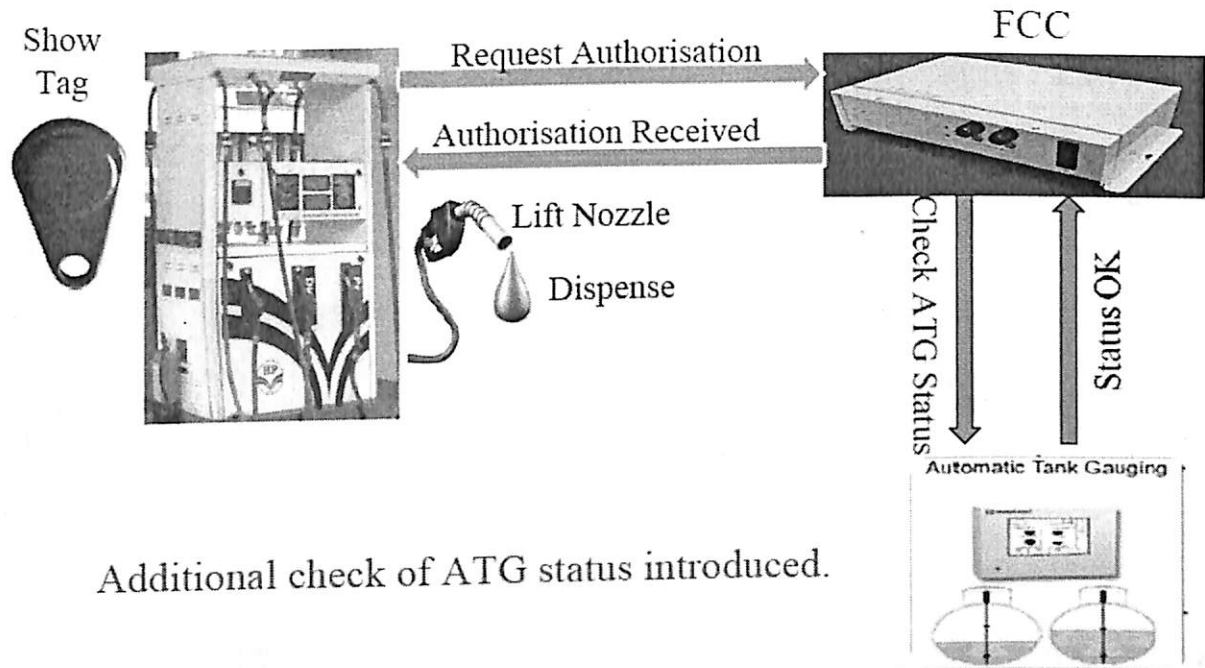 FCC
Show
Tag
Request Authorisation
Authorisation Received
Lift Nozzle
Dispense
HP
Check ATG Status
Status OK
Automatic Tank Gauging
Additional check of ATG status introduced.